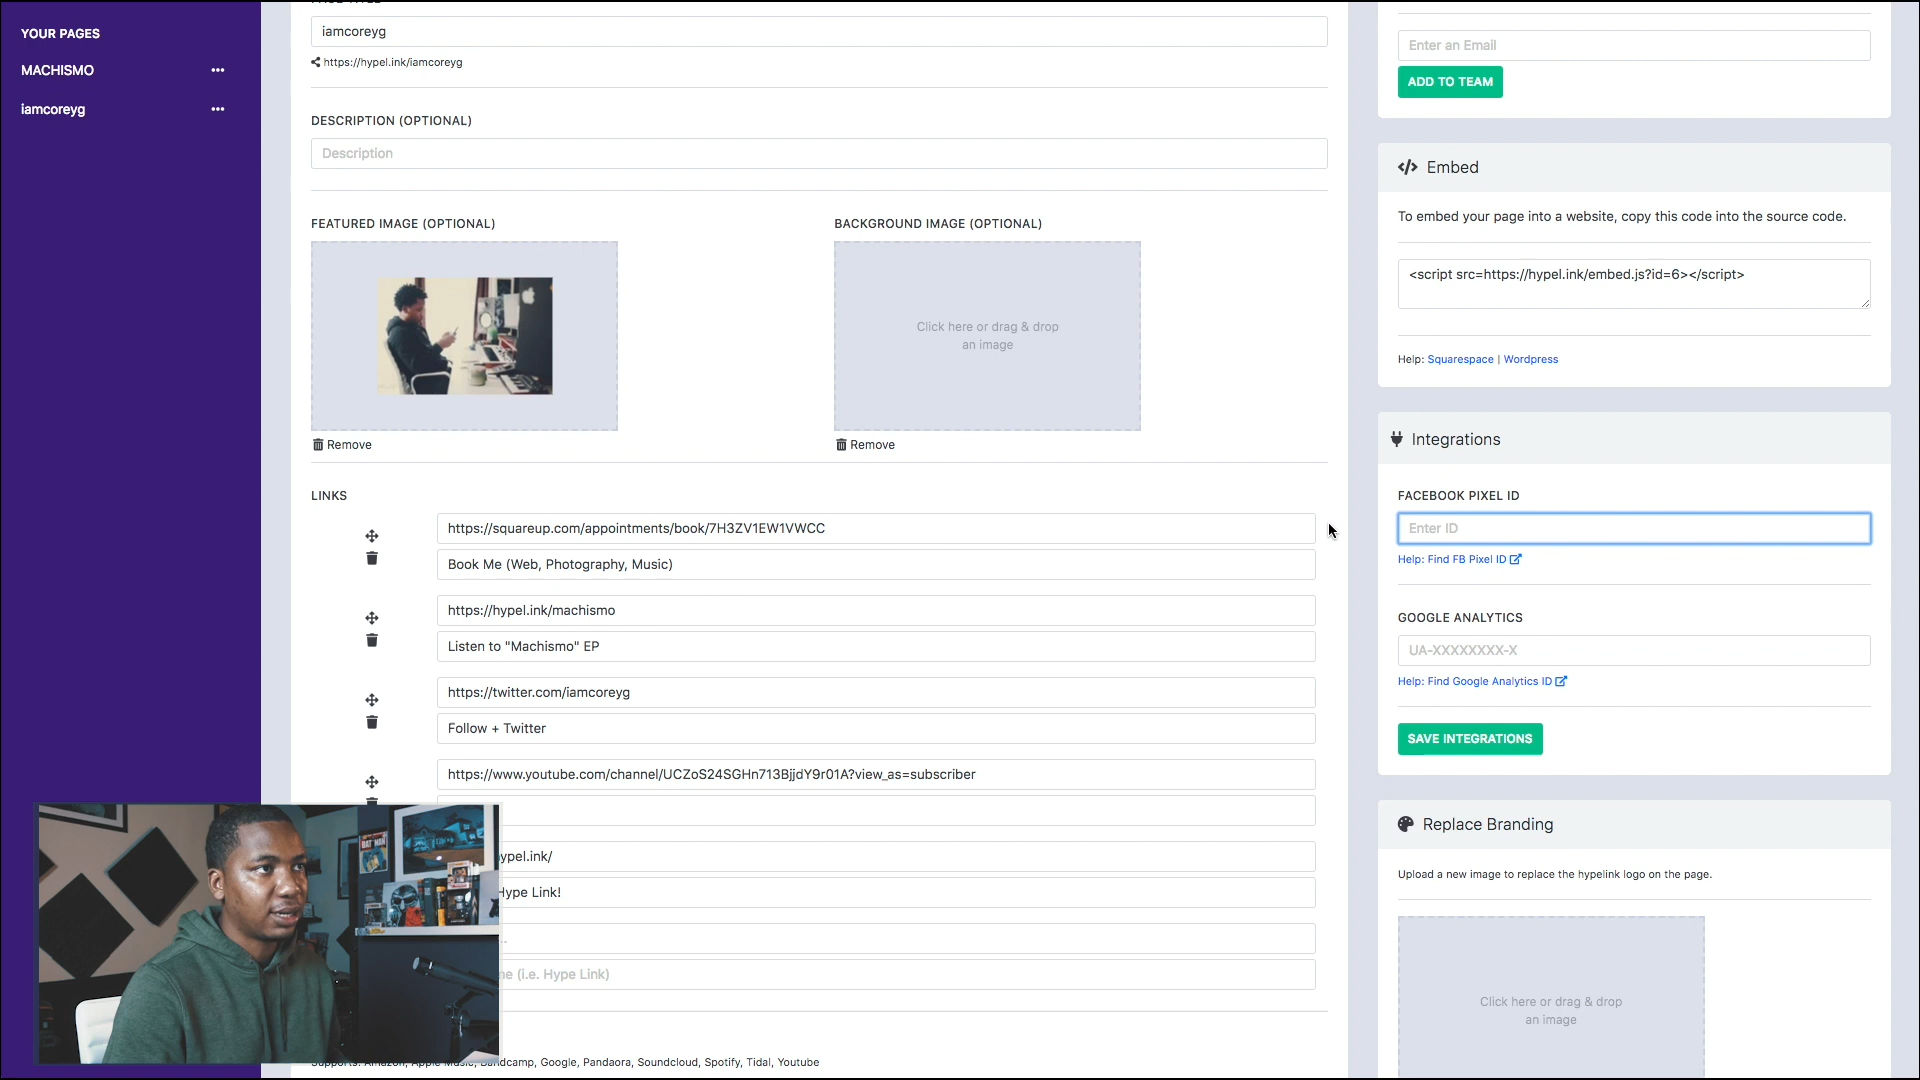 YOUR PAGES
MACHISMO
iamcoreyg
iamcoreyg
https://hypel.ink/iamcoreyg
DESCRIPTION (OPTIONAL)
Description
FEATURED IMAGE (OPTIONAL)
BACKGROUND IMAGE (OPTIONAL)
Click here or drag & drop
an image
Remove
Remove
LINKS
https://squareup.com/appointments/book/7H3ZV1EW1VWCC
Book Me (Web, Photography, Music)
https://hypel.ink/machismo
Listen to "Machismo" EP
https://twitter.com/iamcoreyg
Follow + Twitter
https://www.youtube.com/channel/UCZoS24SGHn713BjjdY9r01A?view_as=subscriber
ypel.ink/
Hype Link!
(i.e. Hype Link)
Supports: Amazon, Apple Music, Bandcamp, Google, Pandaora, Soundcloud, Spotify, Tidal, Youtube
BATMAN
Enter an Email
ADD TO TEAM
Embed
To embed your page into a website, copy this code into the source code.
<script src=https://hypel.ink/embed.js?id=6></script>
Help: Squarespace | Wordpress
Integrations
FACEBOOK PIXEL ID
Enter ID
Help: Find FB Pixel ID
GOOGLE ANALYTICS
UA-XXXXXXXX-X
Help: Find Google Analytics ID
SAVE INTEGRATIONS
Replace Branding
Upload a new image to replace the hypelink logo on the page.
Click here or drag & drop
an image